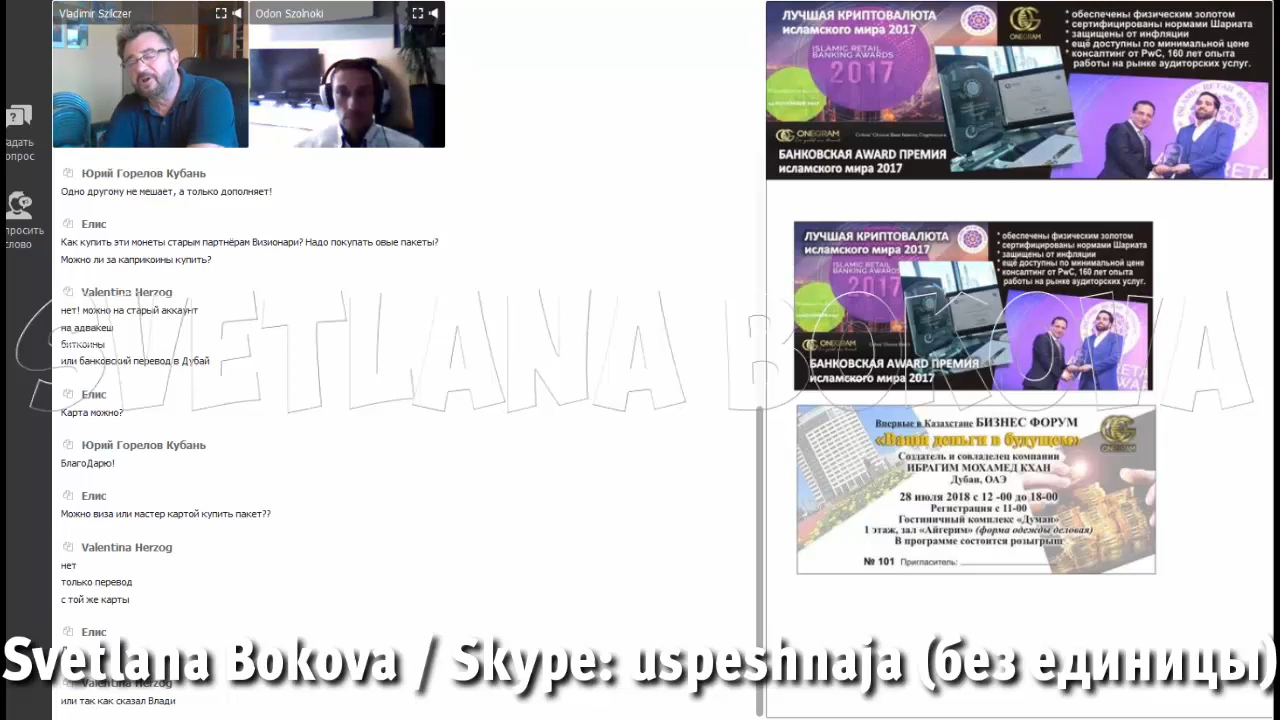 Vladimir Szilczer
Odon Szolnoki
адать
опрос
просить
слово
Юрий Горелов Кубань
Одно другому не мешает, а только дополняет!
Елис
Как купить эти монеты старым партнёрам Визионари? Надо покупать овые пакеты?
Можно ли за каприкоины купить?
Valentina Herzog
нет! можно на старый аккаунт
на адвакеш
биткоины
или банковский перевод в Дубай
Елис
Карта можно?
Юрий Горелов Кубань
БлагоДарю!
Елис
Можно виза или мастер картой купить пакет??
Valentina Herzog
нет
только перевод
с той же карты
Елис
Valentina Herzog
или так как сказал Влади
SVETLANA BOKOVA
Svetlana Bokova / Skype: uspeshnaja (без единицы)
ЛУЧШАЯ КРИПТОВАЛЮТА
исламского мира 2017
ISLAMIC RETAIL
BANKING AWARDS
2017
ONEGRAM
* обеспечены физическим золотом
* сертифицированы нормами Шариата
* защищены от инфляции
* ещё доступны по минимальной цене
* консалтинг от PwC, 160 лет опыта
работы на рынке аудиторских услуг.
ONEGRAM
БАНКОВСКАЯ AWARD ПРЕМИЯ
исламского мира 2017
ЛУЧШАЯ КРИПТОВАЛЮТА
исламского мира 2017
ISLAMIC RETAIL
BANKING AWARDS
2017
* обеспечены физическим золотом
* сертифицированы нормами Шариата
* защищены от инфляции
* ещё доступны по минимальной цене
* консалтинг от PwC, 160 лет опыта
работы на рынке аудиторских услуг.
ONEGRAM
БАНКОВСКАЯ AWARD ПРЕМИЯ
исламского мира 2017
Впервые в Казахстане БИЗНЕС ФОРУМ
«Ваши деньги в будущем»
Создатель и совладелец компании
ИБРАГИМ МОХАМЕД КХАН
Дубаи, ОАЭ
28 июля 2018 с 12 -00 до 18-00
Регистрация с 11-00
Гостиничный комплекс «Думан»
1 этаж, зал «Айгерим» (форма одежды деловая)
В программе состоится розыгрыш
№ 101 Пригласитель: